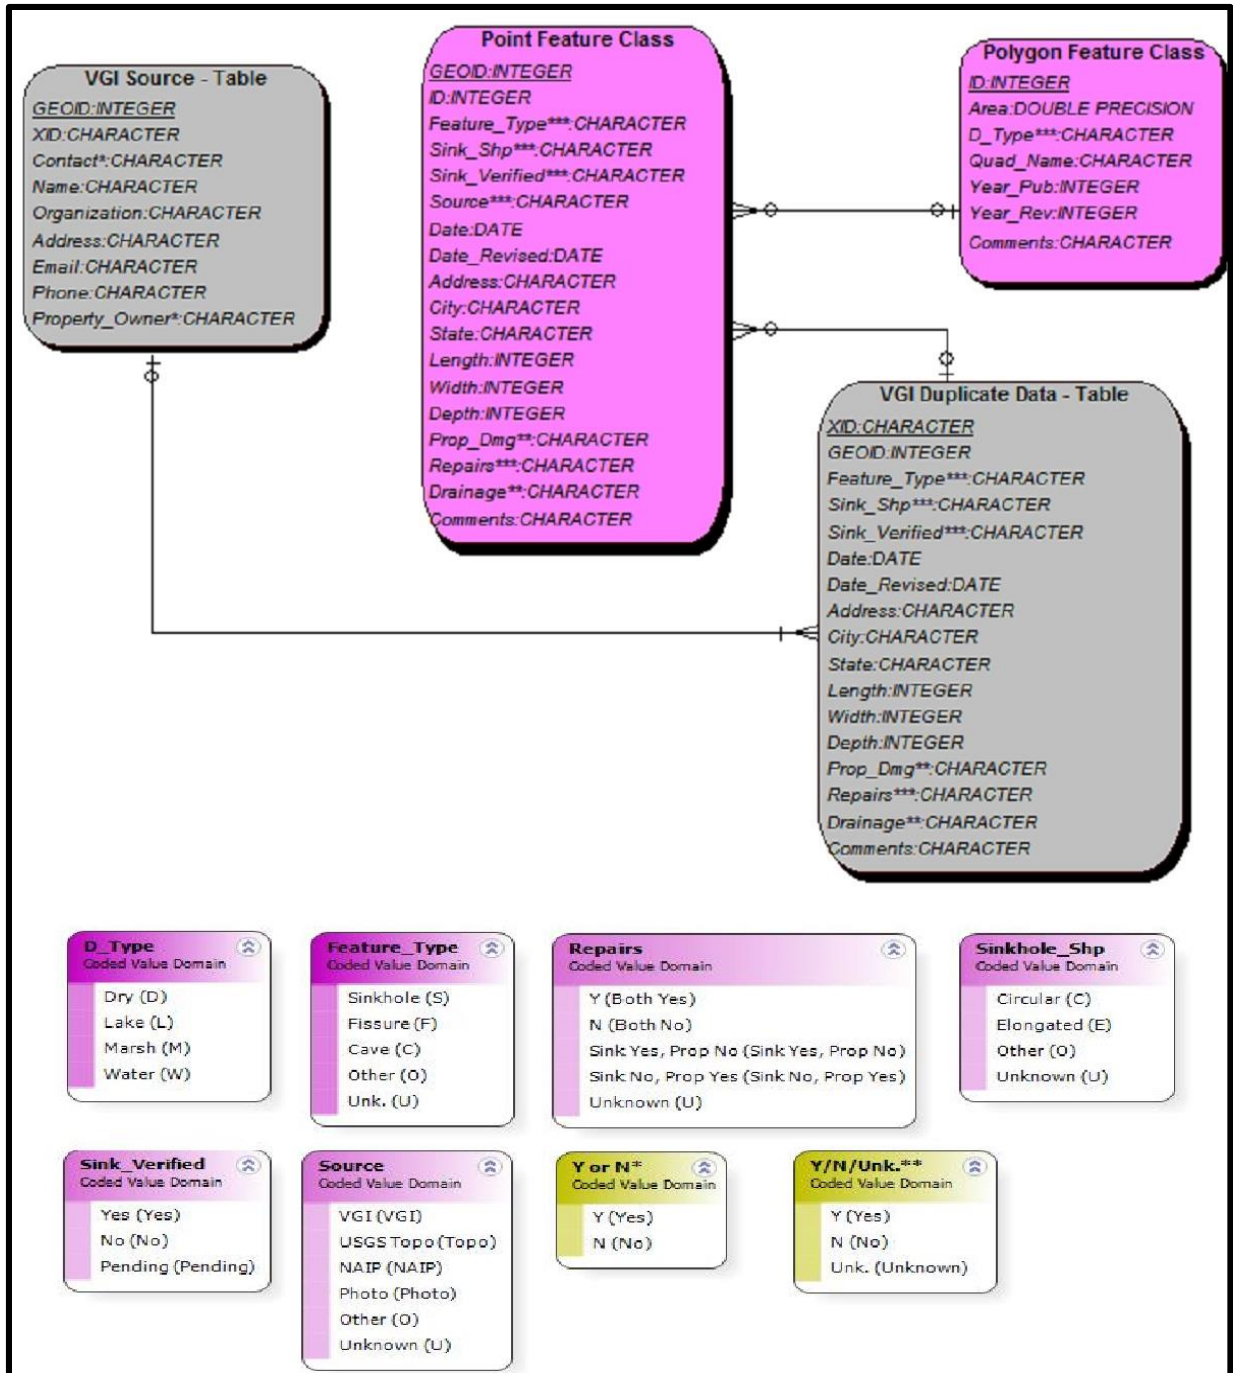 VGI Source - Table
GEOID:INTEGER
XID:CHARACTER
Contact*:CHARACTER
Name:CHARACTER
Organization:CHARACTER
Address:CHARACTER
Email:CHARACTER
Phone:CHARACTER
Property_Owner*:CHARACTER
Point Feature Class
GEOID:INTEGER
ID:INTEGER
Feature_Type***:CHARACTER
Sink_Shp***:CHARACTER
Sink_Verified***:CHARACTER
Source***:CHARACTER
Date:DATE
Date_Revised:DATE
Address:CHARACTER
City:CHARACTER
State:CHARACTER
Length:INTEGER
Width:INTEGER
Depth:INTEGER
Prop_Dmg**:CHARACTER
Repairs***:CHARACTER
Drainage**:CHARACTER
Comments:CHARACTER
Polygon Feature Class
ID:INTEGER
Area:DOUBLE PRECISION
D_Type***:CHARACTER
Quad_Name:CHARACTER
Year_Pub:INTEGER
Year_Rev:INTEGER
Comments:CHARACTER
VGI Duplicate Data - Table
XID:CHARACTER
GEOID:INTEGER
Feature_Type***:CHARACTER
Sink_Shp***:CHARACTER
Sink_Verified***:CHARACTER
Date:DATE
Date_Revised:DATE
Address:CHARACTER
City:CHARACTER
State:CHARACTER
Length:INTEGER
Width:INTEGER
Depth:INTEGER
Prop_Dmg**:CHARACTER
Repairs***:CHARACTER
Drainage**:CHARACTER
Comments:CHARACTER
D_Type
Coded Value Domain
Dry (D)
Lake (L)
Marsh (M)
Water (W)
Feature_Type
Coded Value Domain
Sinkhole (S)
Fissure (F)
Cave (C)
Other (O)
Unk. (U)
Repairs
Coded Value Domain
Y (Both Yes)
N (Both No)
Sink Yes, Prop No (Sink Yes, Prop No)
Sink No, Prop Yes (Sink No, Prop Yes)
Unknown (U)
Sinkhole_Shp
Coded Value Domain
Circular (C)
Elongated (E)
Other (O)
Unknown (U)
Sink_Verified
Coded Value Domain
Yes (Yes)
No (No)
Pending (Pending)
Source
Coded Value Domain
VGI (VGI)
USGS Topo (Topo)
NAIP (NAIP)
Photo (Photo)
Other (O)
Unknown (U)
Y or N*
Coded Value Domain
Y (Yes)
N (No)
Y/N/Unk.**
Coded Value Domain
Y (Yes)
N (No)
Unk. (Unknown)